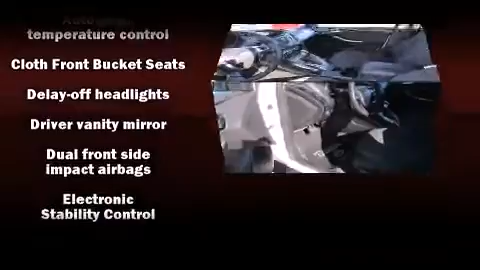 temperature control
Cloth Front Bucket Seats
Delay-off headlights
Driver vanity mirror
Dual front side
impact airbags
Electronic
Stability Control